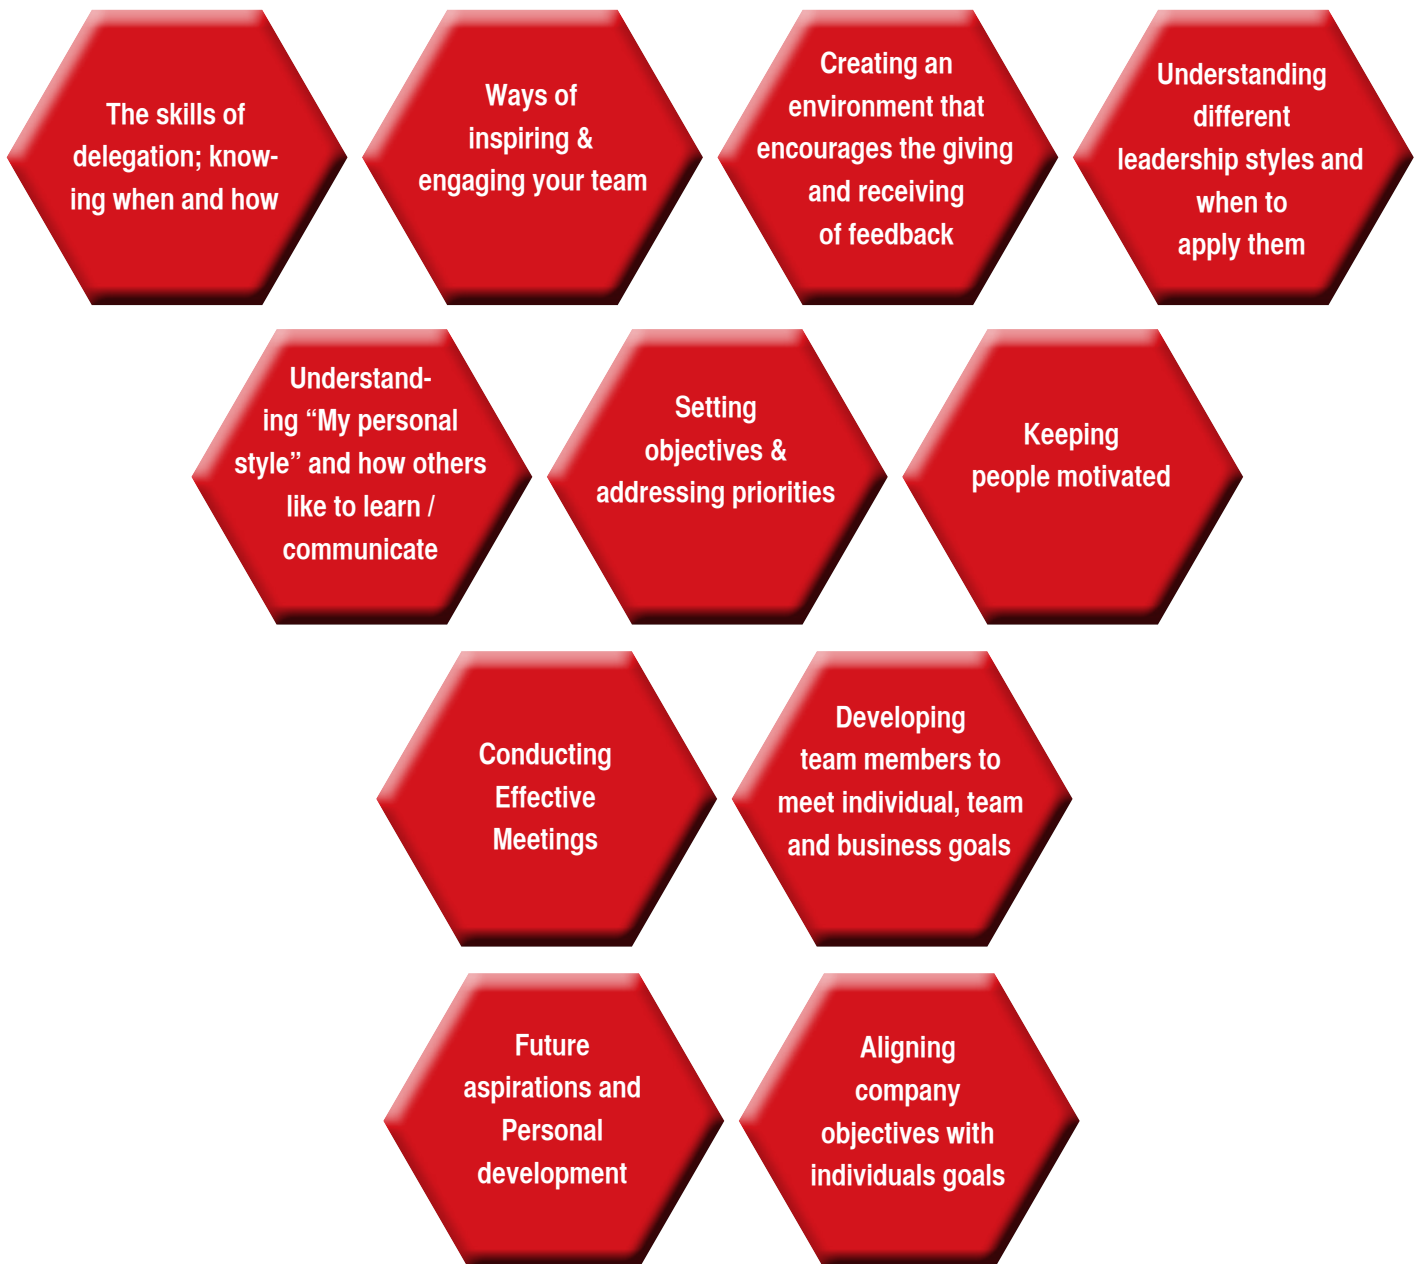 The skills of
delegation; know-
ing when and how
Ways of
inspiring &
engaging your team
Creating an
environment that
encourages the giving
and receiving
of feedback
Understanding
different
leadership styles and
when to
apply them
Understand-
ing “My personal
style” and how others
like to learn /
communicate
Setting
objectives &
addressing priorities
Keeping
people motivated
Conducting
Effective
Meetings
Developing
team members to
meet individual, team
and business goals
Future
aspirations and
Personal
development
Aligning
company
objectives with
individuals goals